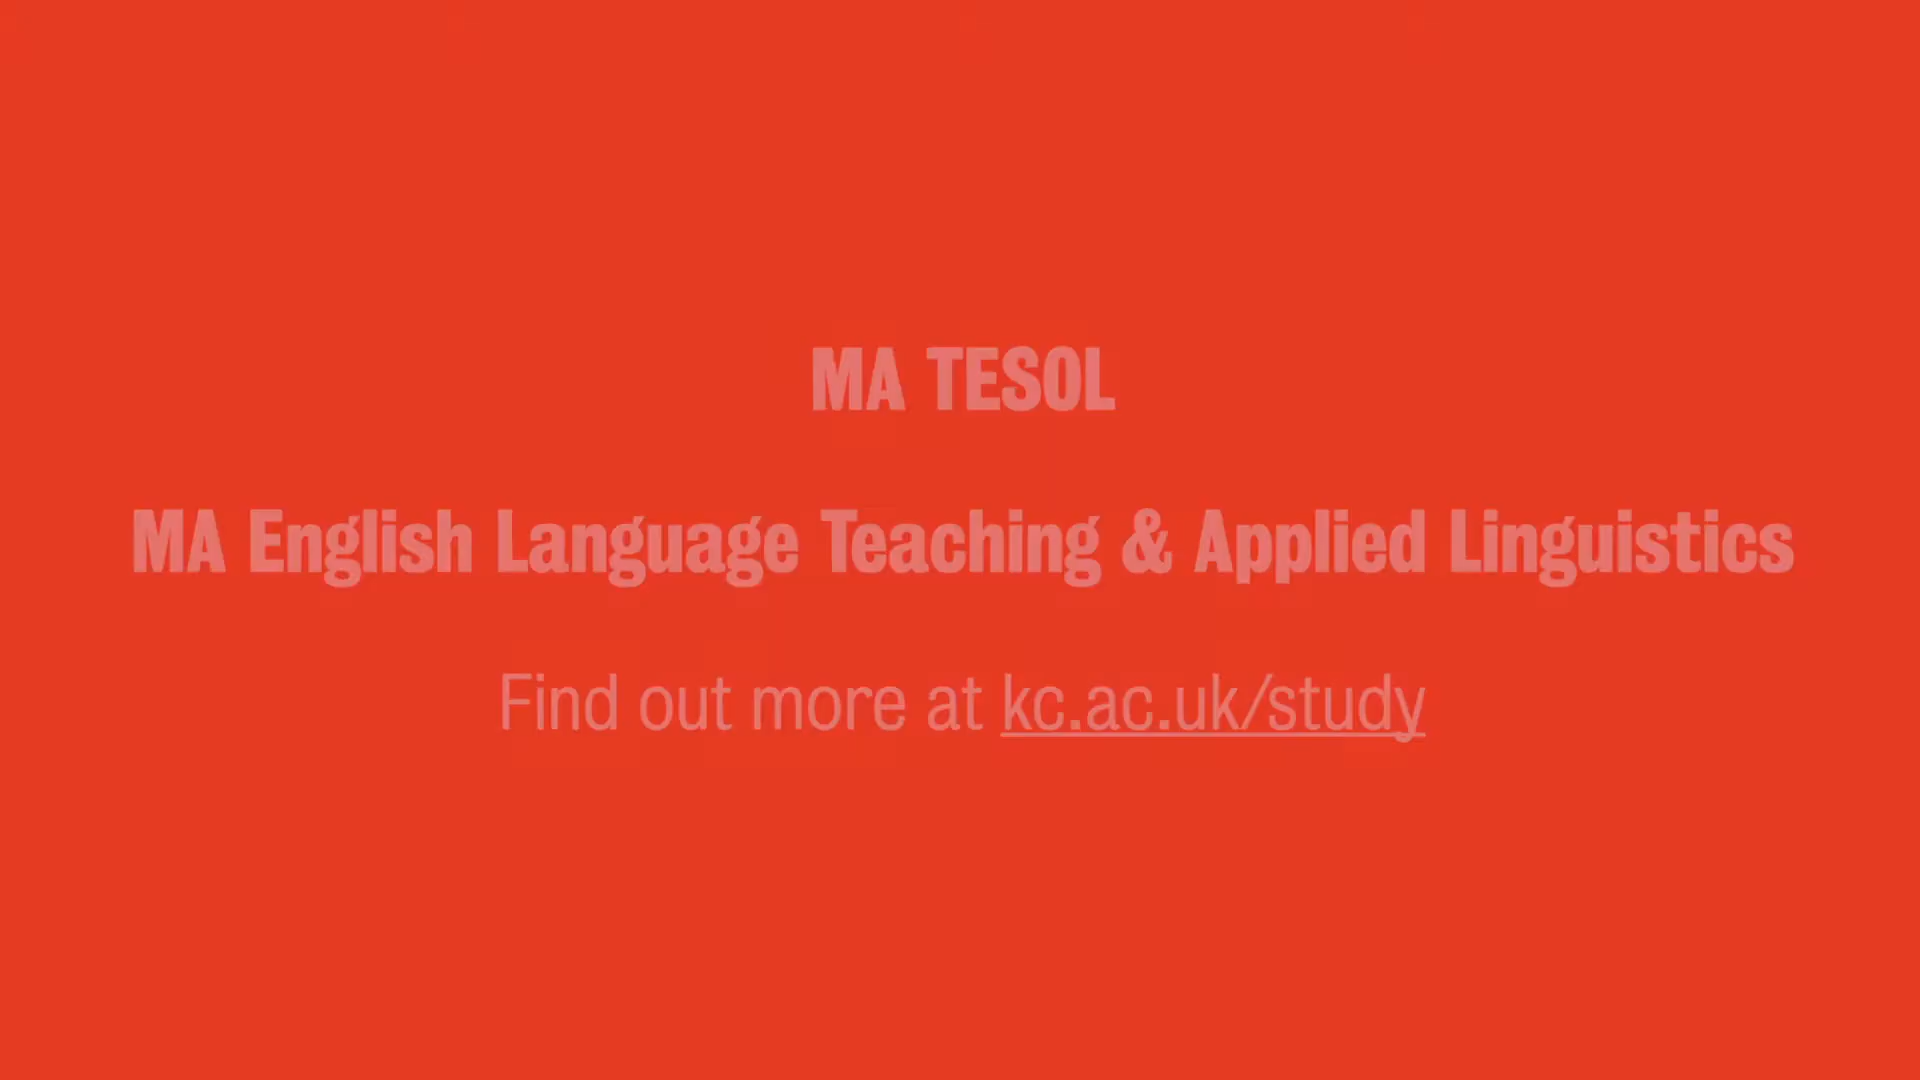 MA TESOL
MA English Language Teaching & Applied Linguistics
Find out more at kc.ac.uk/study